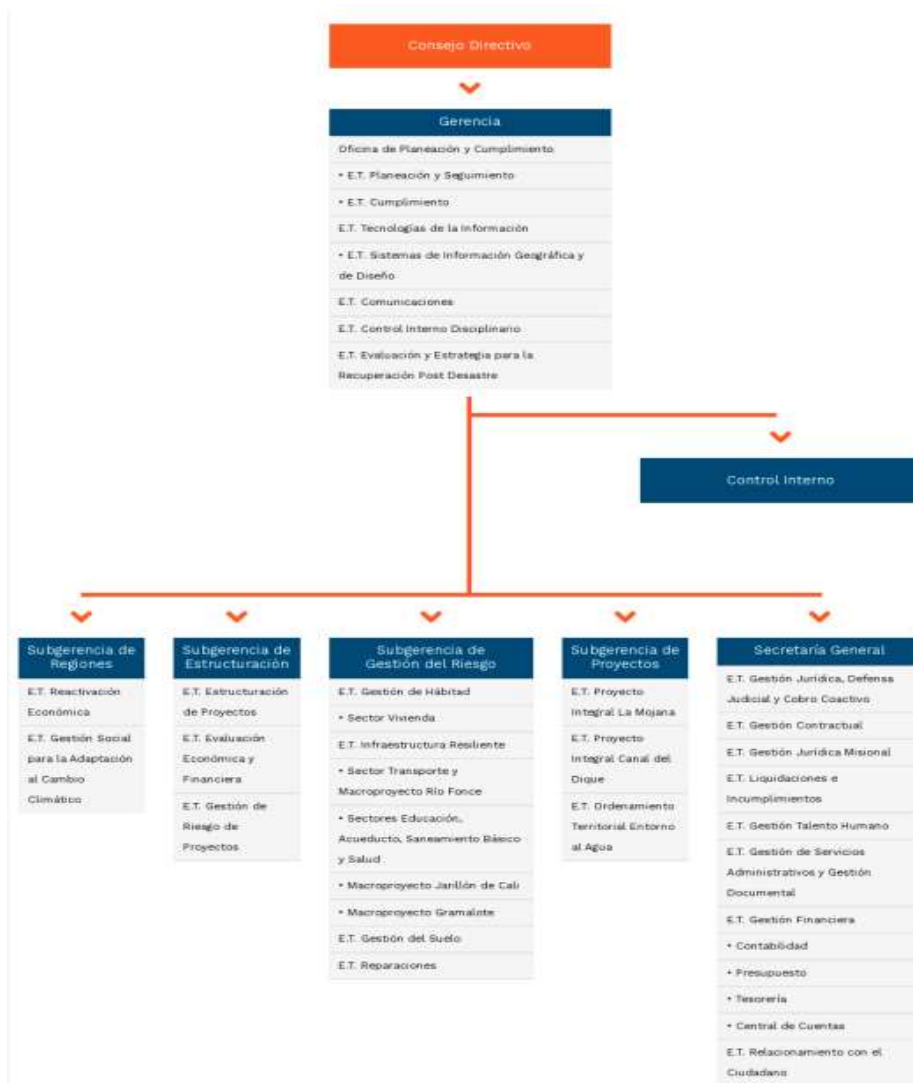 Consejo Directivo
Gerencia
Oficina de Planeación y Cumplimiento
• E.T. Planeación y Seguimiento
• E.T. Cumplimiento
E.T. Tecnologías de la Información
• E.T. Sistemas de Información Geográfica y
de Diseño
E.T. Comunicaciones
E.T. Control Interno Disciplinario
E.T. Evaluación y Estrategia para la
Recuperación Post Desastre
Control Interno
Subgerencia de
Regiones
E.T. Reactivación
Económica
E.T. Gestión Social
para la Adaptación
al Cambio
Climático
Subgerencia de
Estructuración
E.T. Estructuración
de Proyectos
E.T. Evaluación
Económica y
Financiera
E.T. Gestión de
Riesgo de
Proyectos
Subgerencia de
Gestión del Riesgo
E.T. Gestión de Hábitad
• Sector Vivienda
E.T. Infraestructura Resiliente
• Sector Transporte y
Macroproyecto Río Fonce
• Sectores Educación,
Acueducto, Saneamiento Básico
y Salud
• Macroproyecto Jarillón de Cali
• Macroproyecto Gramalote
E.T. Gestión del Suelo
E.T. Reparaciones
Subgerencia de
Proyectos
E.T. Proyecto
Integral La Mojana
E.T. Proyecto
Integral Canal del
Dique
E.T. Ordenamiento
Territorial Entorno
al Agua
Secretaría General
E.T. Gestión Jurídica, Defensa
Judicial y Cobro Coactivo
E.T. Gestión Contractual
E.T. Gestión Jurídica Misional
E.T. Liquidaciones e
Incumplimientos
E.T. Gestión Talento Humano
E.T. Gestión de Servicios
Administrativos y Gestión
Documental
E.T. Gestión Financiera
• Contabilidad
• Presupuesto
• Tesorería
• Central de Cuentas
E.T. Relacionamiento con el
Ciudadano